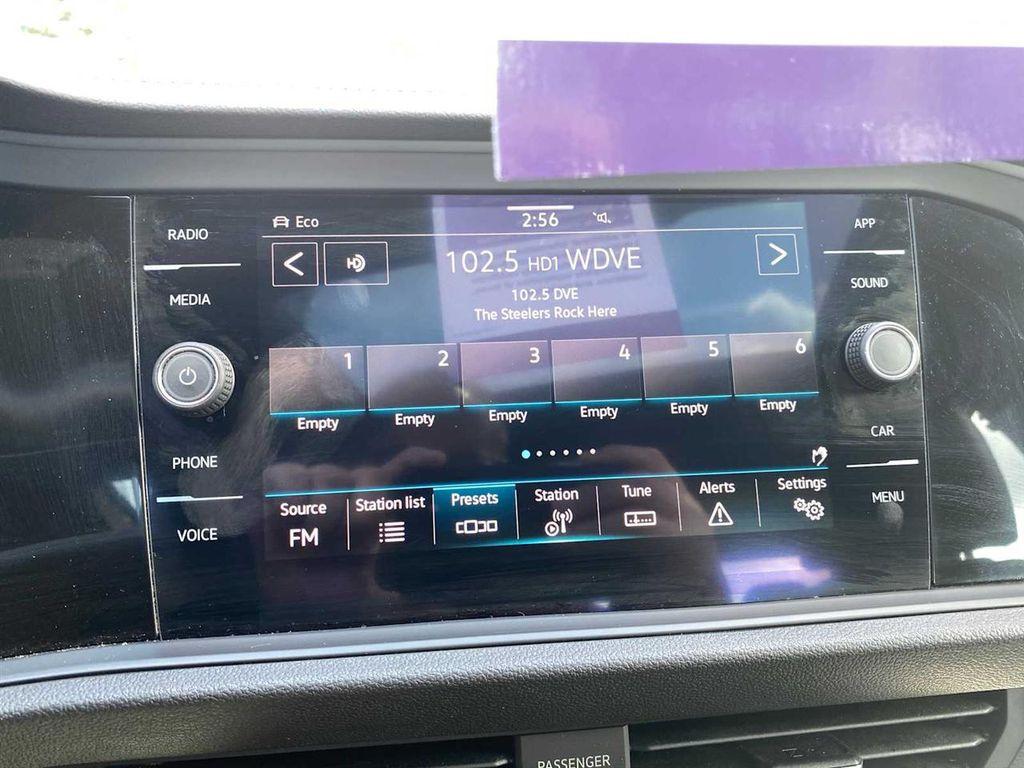 RADIO
MEDIA
PHONE
VOICE
Eco
2:56
HD
102.5 HD1 WDVE
102.5 DVE
The Steelers Rock Here
1 2 3 4 5 6
Empty Empty Empty Empty Empty Empty
Source Station list Presets Station Tune Alerts Settings
FM
APP
SOUND
CAR
MENU
PASSENGER